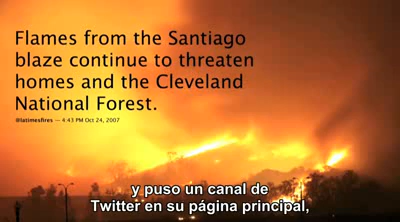 Flames from the Santiago
blaze continue to threaten
homes and the Cleveland
National Forest.
@latimesfires — 4:43 PM Oct 24, 2007
y puso un canal de
Twitter en su página principal,